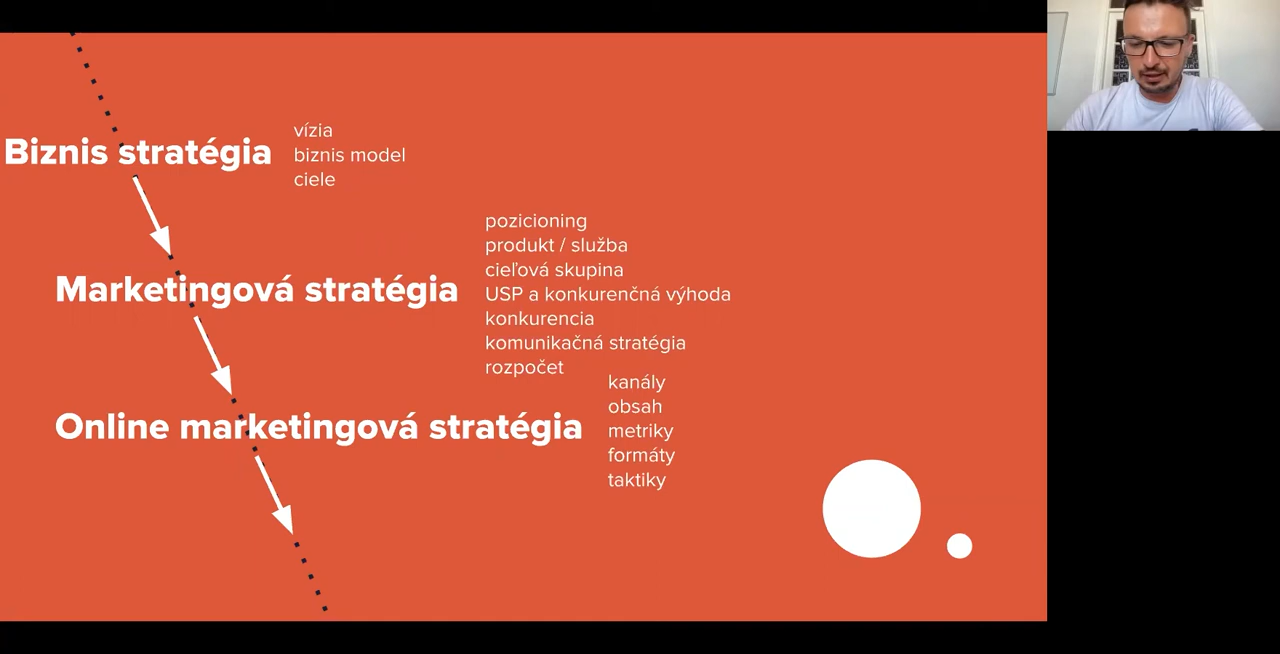 Biznis stratégia
vízia
biznis model
ciele
Marketingová stratégia
pozicioning
produkt / služba
cieľová skupina
USP a konkurenčná výhoda
konkurencia
komunikačná stratégia
rozpočet
Online marketingová stratégia
kanály
obsah
metriky
formáty
taktiky